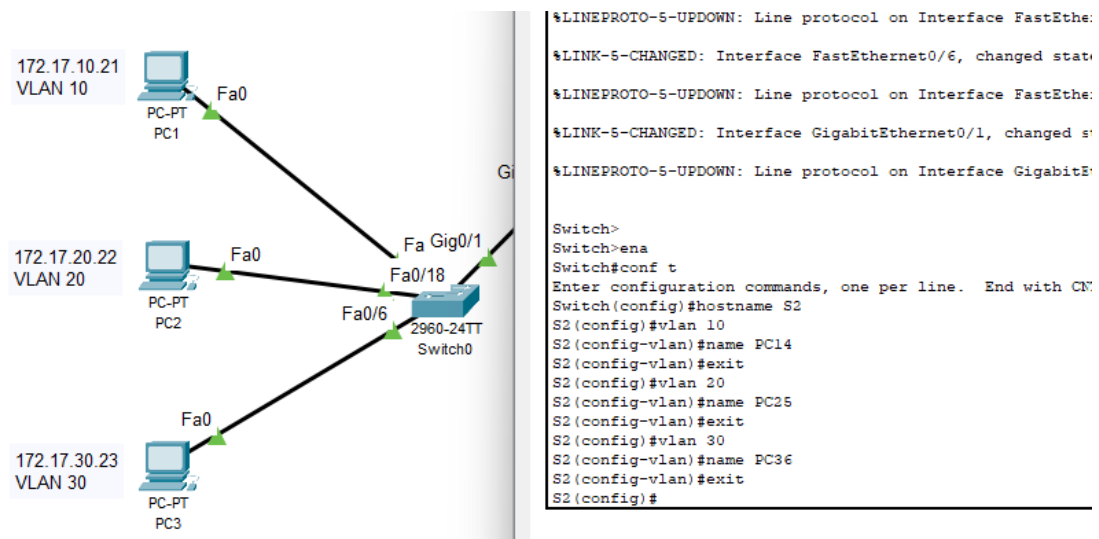 172.17.10.21
VLAN 10
Fa0
PC-PT
PC1
172.17.20.22
VLAN 20
Fa0
PC-PT
PC2
172.17.30.23
VLAN 30
Fa0
PC-PT
PC3
Gi
Fa Gig0/1
Fa0/18
Fa0/6
2960-24TT
Switch0
%LINEPROTO-5-UPDOWN: Line protocol on Interface FastEthe
%LINK-5-CHANGED: Interface FastEthernet0/6, changed state
%LINEPROTO-5-UPDOWN: Line protocol on Interface FastEthe
%LINK-5-CHANGED: Interface GigabitEthernet0/1, changed s
%LINEPROTO-5-UPDOWN: Line protocol on Interface GigabitE
Switch>
Switch>ena
Switch#conf t
Enter configuration commands, one per line.  End with CN
Switch(config)#hostname S2
S2(config)#vlan 10
S2(config-vlan)#name PC14
S2(config-vlan)#exit
S2(config)#vlan 20
S2(config-vlan)#name PC25
S2(config-vlan)#exit
S2(config)#vlan 30
S2(config-vlan)#name PC36
S2(config-vlan)#exit
S2(config)#